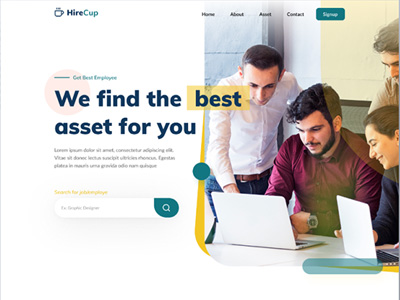 HireCup
Home About Asset Contact Signup
Get Best Employee
We find the best
asset for you
Lorem ipsum dolor sit amet, consectetur adipiscing elit.
Vitae sit amet lectus suscipit ultricies rhoncus. Egestas
platea in mauris urna gravida odio nam quisque
Search for job/employe
Ex: Graphic Designer